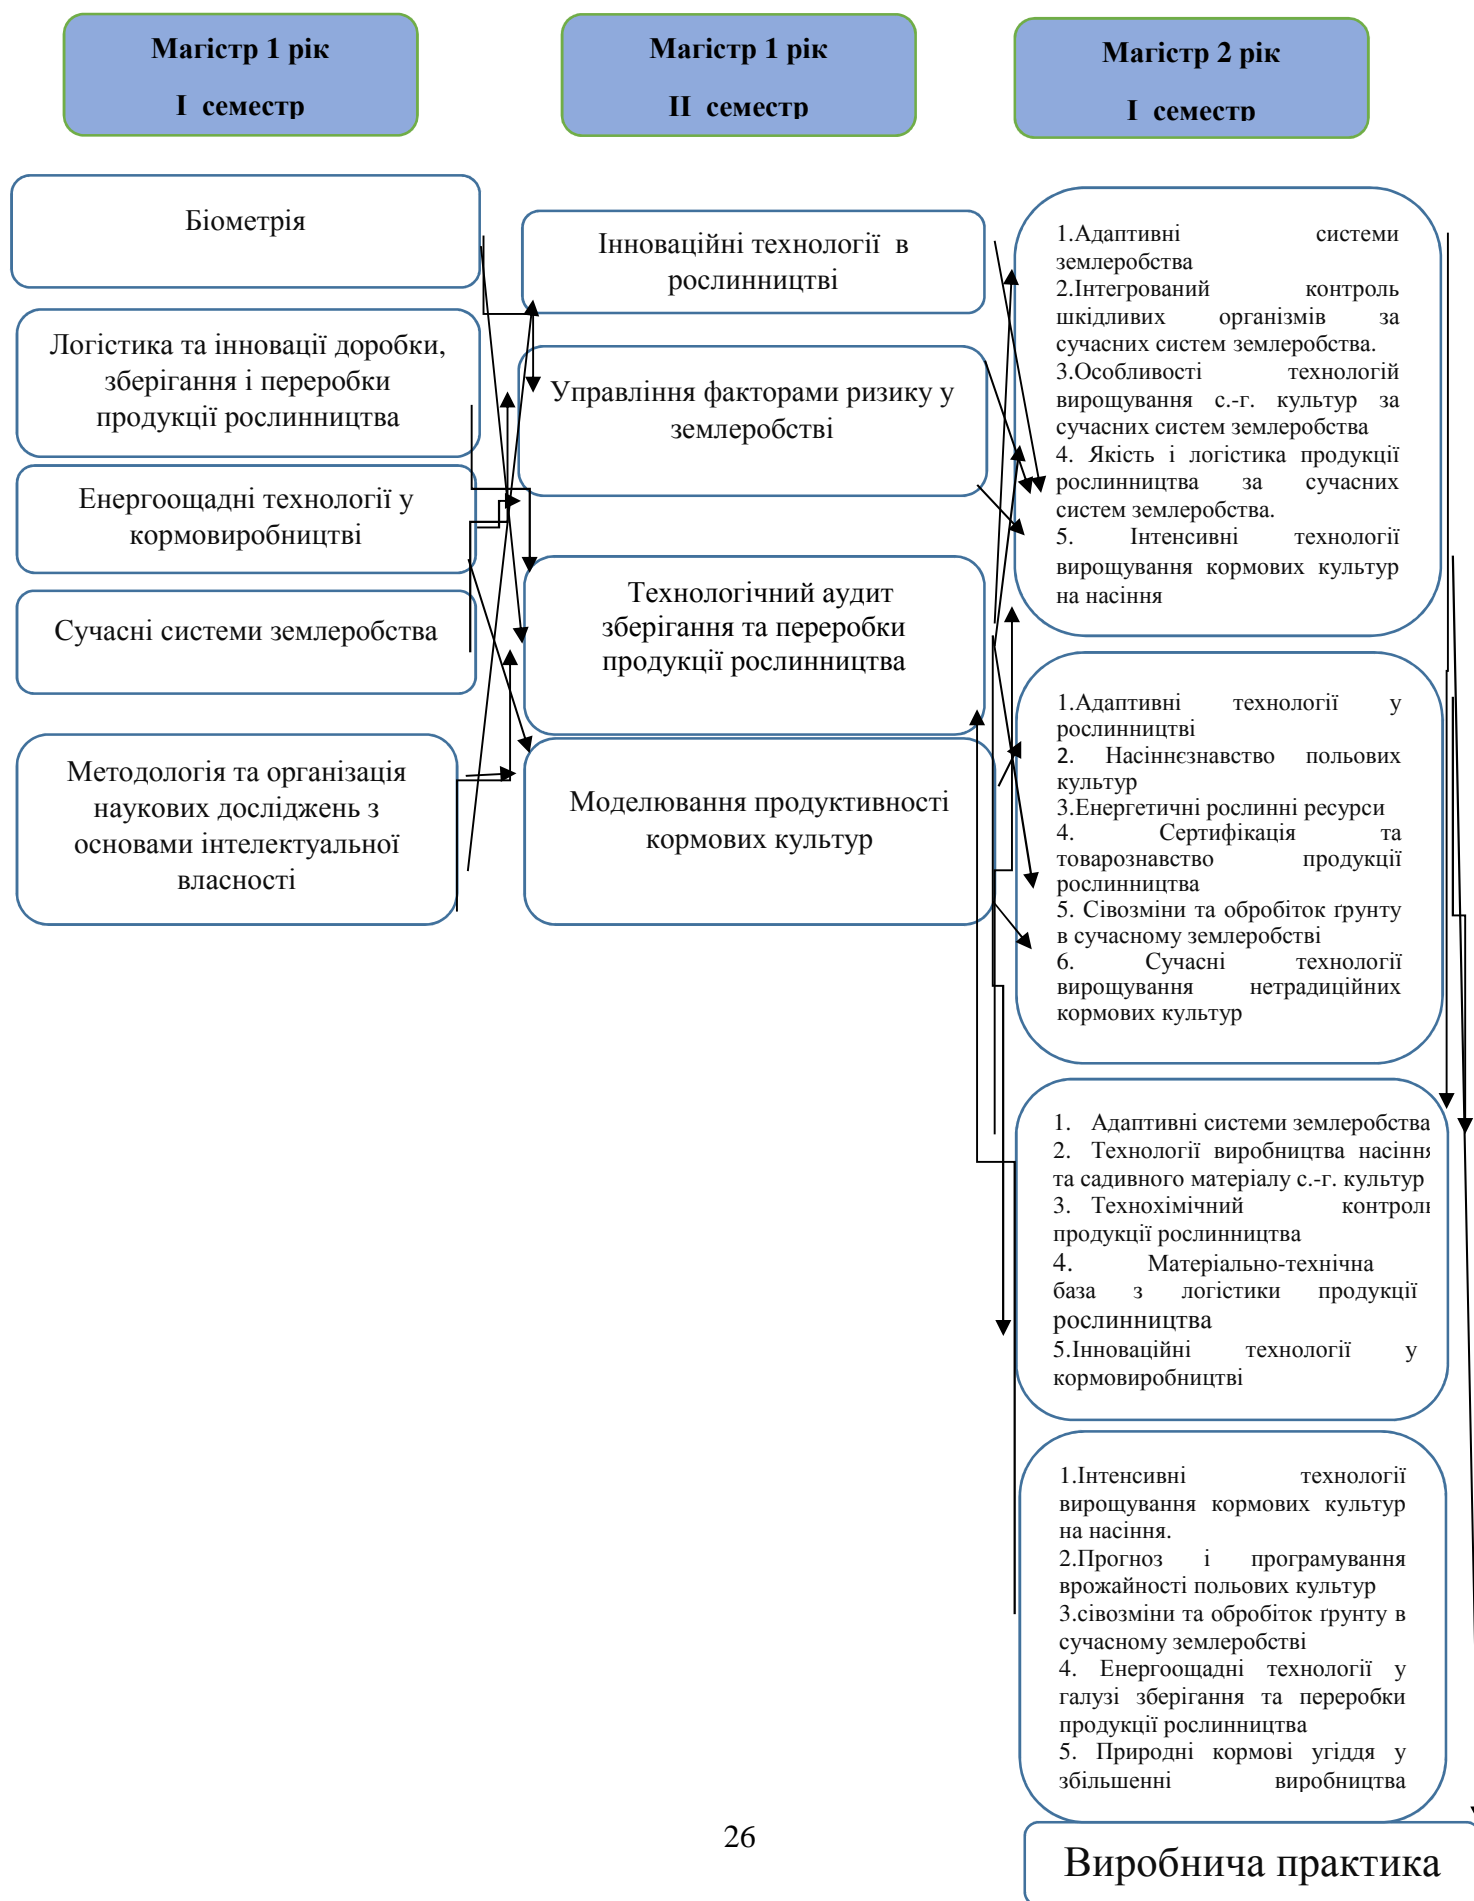 Магістр 1 рік
I семестр
Магістр 1 рік
II семестр
Магістр 2 рік
I семестр
Біометрія
Логістика та інновації доробки,
зберігання і переробки
продукції рослинництва
Енергоощадні технології у
кормовиробництві
Сучасні системи землеробства
Методологія та організація
наукових досліджень з
основами інтелектуальної
власності
Інноваційні технології в
рослинництві
Управління факторами ризику у
землеробстві
Технологічний аудит
зберігання та переробки
продукції рослинництва
Моделювання продуктивності
кормових культур
1.Адаптивні системи
землеробства
2.Інтегрований контроль
шкідливих організмів за
сучасних систем землеробства.
3.Особливості технологій
вирощування с.-г. культур за
сучасних систем землеробства
4. Якість і логістика продукції
рослинництва за сучасних
систем землеробства.
5. Інтенсивні технології
вирощування кормових культур
на насіння
1.Адаптивні технології у
рослинництві
2. Насіннєзнавство польових
культур
3.Енергетичні рослинні ресурси
4. Сертифікація та
товарознавство продукції
рослинництва
5. Сівозміни та обробіток ґрунту
в сучасному землеробстві
6. Сучасні технології
вирощування нетрадиційних
кормових культур
1. Адаптивні системи землеробства
2. Технології виробництва насіння
та садивного матеріалу с.-г. культур
3. Технохімічний контроль
продукції рослинництва
4. Матеріально-технічна
база з логістики продукції
рослинництва
5.Інноваційні технології у
кормовиробництві
1.Інтенсивні технології
вирощування кормових культур
на насіння.
2.Прогноз і програмування
врожайності польових культур
3.сівозміни та обробіток ґрунту в
сучасному землеробстві
4. Енергоощадні технології у
галузі зберігання та переробки
продукції рослинництва
5. Природні кормові угіддя у
збільшенні виробництва
26
Виробнича практика